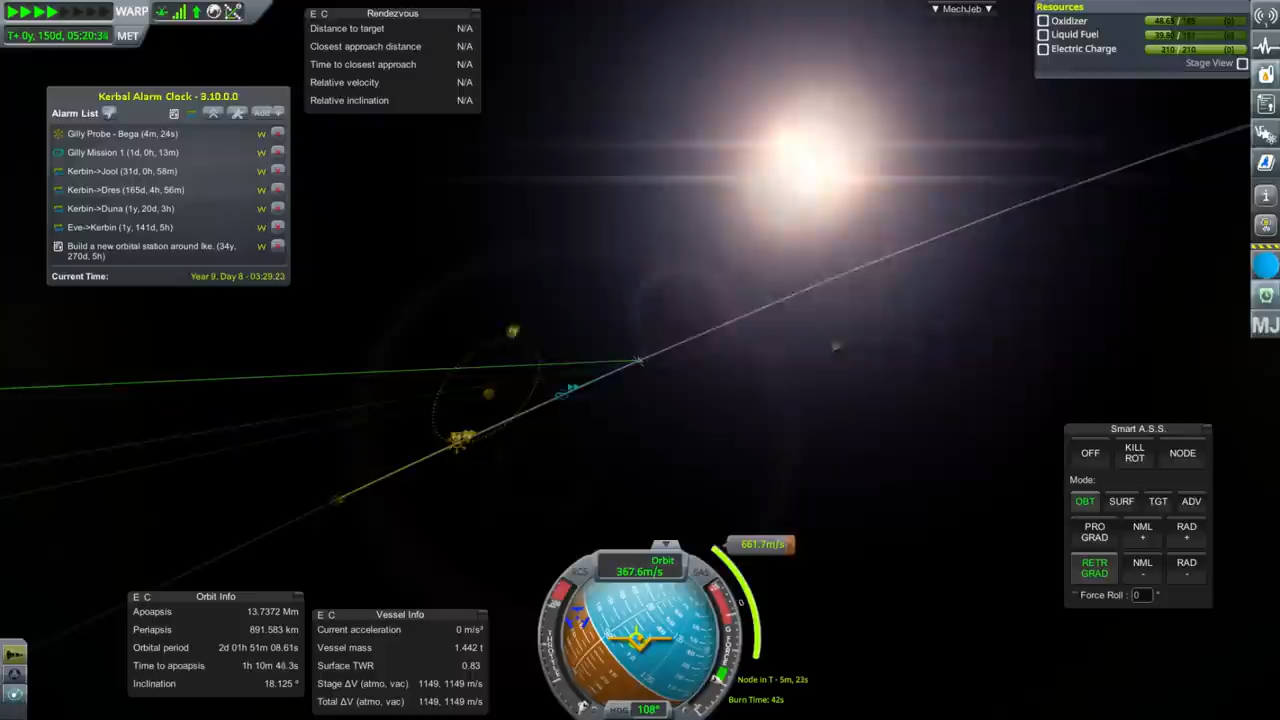 WARP
T+ 0y, 150d, 05:20:34
MET
E C Rendezvous
Distance to target N/A
Closest approach distance N/A
Time to closest approach N/A
Relative velocity N/A
Relative inclination N/A
▼ MechJeb ▼
Resources
Oxidizer
Liquid Fuel
Electric Charge 210 / 210 (0)
Stage View
Kerbal Alarm Clock - 3.10.0.0
Alarm List
Add +
Gilly Probe - Bega (4m, 24s) W
Gilly Mission 1 (1d, 0h, 13m) W
Kerbin->Jool (31d, 0h, 58m) W
Kerbin->Dres (165d, 4h, 56m) W
Kerbin->Duna (1y, 20d, 3h) W
Eve->Kerbin (1y, 141d, 5h) W
Build a new orbital station around Ike. (34y, W
270d, 5h)
Current Time: Year 9, Day 8 - 03:29:23
MJ
Smart A.S.S.
OFF
KILL
ROT
NODE
Mode:
OBT SURF TGT ADV
PRO
GRAD
NML
+
RAD
+
RETR
GRAD
NML
-
RAD
-
Force Roll : 0 °
661.7m/s
RCS
Orbit
367.6m/s
SAS
Node in T - 5m, 23s
Burn Time: 42s
HDG 108°
E C Orbit Info
Apoapsis 13.7372 Mm
Periapsis 891.583 km
Orbital period 2d 01h 51m 08.61s
Time to apoapsis 1h 10m 48.3s
Inclination 18.125 °
E C Vessel Info
Current acceleration 0 m/s²
Vessel mass 1.442 t
Surface TWR 0.83
Stage ΔV (atmo, vac) 1149, 1149 m/s
Total ΔV (atmo, vac) 1149, 1149 m/s